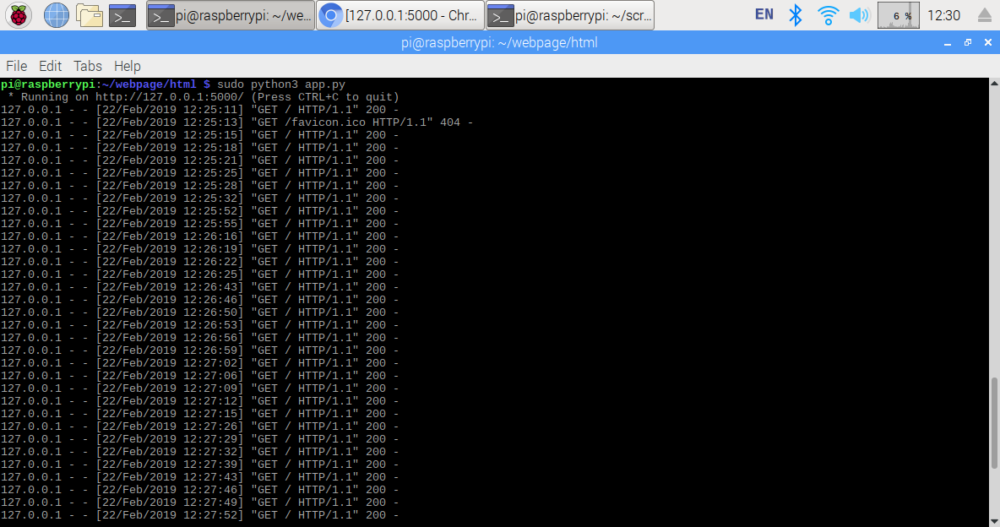 pi@raspberrypi: ~/we... [127.0.0.1:5000 - Chr... pi@raspberrypi: ~/scr... EN 6 % 12:30
pi@raspberrypi: ~/webpage/html
File Edit Tabs Help
pi@raspberrypi:~/webpage/html $ sudo python3 app.py
 * Running on http://127.0.0.1:5000/ (Press CTRL+C to quit)
127.0.0.1 - - [22/Feb/2019 12:25:11] "GET / HTTP/1.1" 200 -
127.0.0.1 - - [22/Feb/2019 12:25:13] "GET /favicon.ico HTTP/1.1" 404 -
127.0.0.1 - - [22/Feb/2019 12:25:15] "GET / HTTP/1.1" 200 -
127.0.0.1 - - [22/Feb/2019 12:25:18] "GET / HTTP/1.1" 200 -
127.0.0.1 - - [22/Feb/2019 12:25:21] "GET / HTTP/1.1" 200 -
127.0.0.1 - - [22/Feb/2019 12:25:25] "GET / HTTP/1.1" 200 -
127.0.0.1 - - [22/Feb/2019 12:25:28] "GET / HTTP/1.1" 200 -
127.0.0.1 - - [22/Feb/2019 12:25:32] "GET / HTTP/1.1" 200 -
127.0.0.1 - - [22/Feb/2019 12:25:52] "GET / HTTP/1.1" 200 -
127.0.0.1 - - [22/Feb/2019 12:25:55] "GET / HTTP/1.1" 200 -
127.0.0.1 - - [22/Feb/2019 12:26:16] "GET / HTTP/1.1" 200 -
127.0.0.1 - - [22/Feb/2019 12:26:19] "GET / HTTP/1.1" 200 -
127.0.0.1 - - [22/Feb/2019 12:26:22] "GET / HTTP/1.1" 200 -
127.0.0.1 - - [22/Feb/2019 12:26:25] "GET / HTTP/1.1" 200 -
127.0.0.1 - - [22/Feb/2019 12:26:43] "GET / HTTP/1.1" 200 -
127.0.0.1 - - [22/Feb/2019 12:26:46] "GET / HTTP/1.1" 200 -
127.0.0.1 - - [22/Feb/2019 12:26:50] "GET / HTTP/1.1" 200 -
127.0.0.1 - - [22/Feb/2019 12:26:53] "GET / HTTP/1.1" 200 -
127.0.0.1 - - [22/Feb/2019 12:26:56] "GET / HTTP/1.1" 200 -
127.0.0.1 - - [22/Feb/2019 12:26:59] "GET / HTTP/1.1" 200 -
127.0.0.1 - - [22/Feb/2019 12:27:02] "GET / HTTP/1.1" 200 -
127.0.0.1 - - [22/Feb/2019 12:27:06] "GET / HTTP/1.1" 200 -
127.0.0.1 - - [22/Feb/2019 12:27:09] "GET / HTTP/1.1" 200 -
127.0.0.1 - - [22/Feb/2019 12:27:12] "GET / HTTP/1.1" 200 -
127.0.0.1 - - [22/Feb/2019 12:27:15] "GET / HTTP/1.1" 200 -
127.0.0.1 - - [22/Feb/2019 12:27:26] "GET / HTTP/1.1" 200 -
127.0.0.1 - - [22/Feb/2019 12:27:29] "GET / HTTP/1.1" 200 -
127.0.0.1 - - [22/Feb/2019 12:27:32] "GET / HTTP/1.1" 200 -
127.0.0.1 - - [22/Feb/2019 12:27:39] "GET / HTTP/1.1" 200 -
127.0.0.1 - - [22/Feb/2019 12:27:43] "GET / HTTP/1.1" 200 -
127.0.0.1 - - [22/Feb/2019 12:27:46] "GET / HTTP/1.1" 200 -
127.0.0.1 - - [22/Feb/2019 12:27:49] "GET / HTTP/1.1" 200 -
127.0.0.1 - - [22/Feb/2019 12:27:52] "GET / HTTP/1.1" 200 -